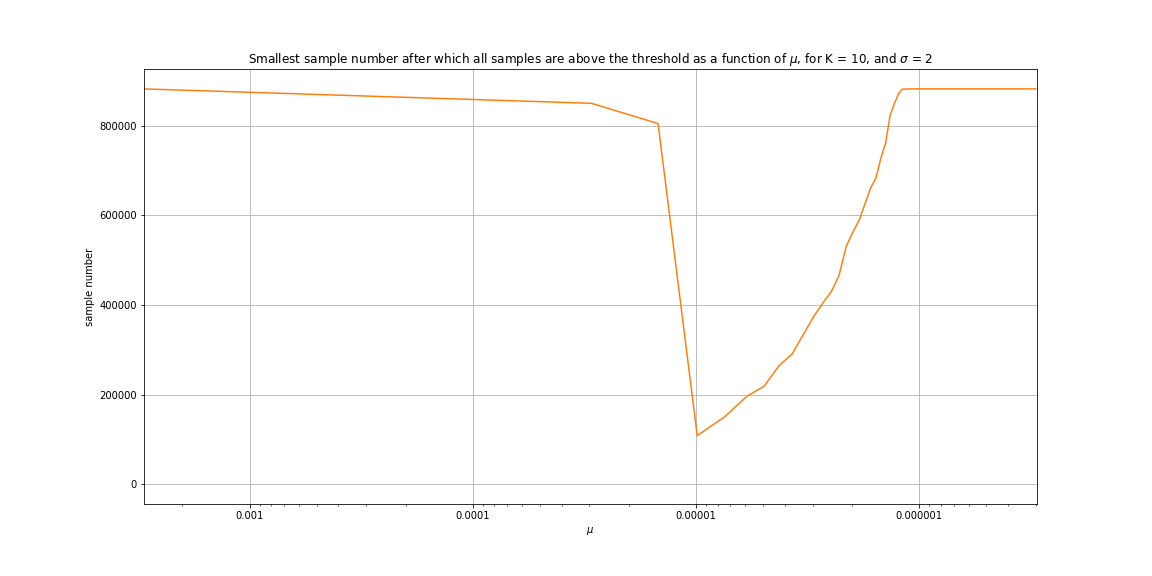 Smallest sample number after which all samples are above the threshold as a function of μ, for K = 10, and σ = 2
sample number
800000
600000
400000
200000
0
0.001 0.0001 0.00001 0.000001
μ